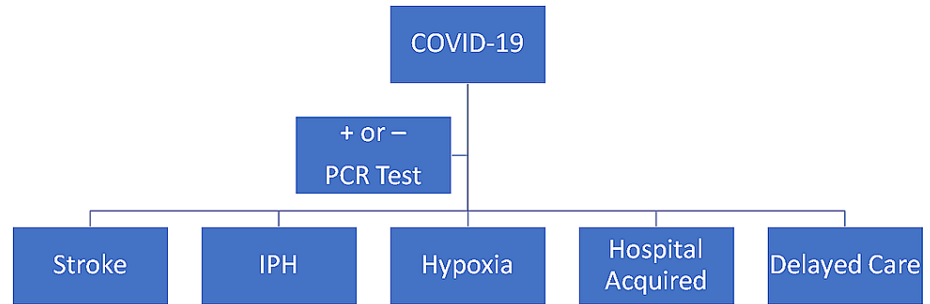 COVID-19
+ or –
PCR Test
Stroke
IPH
Hypoxia
Hospital
Acquired
Delayed Care